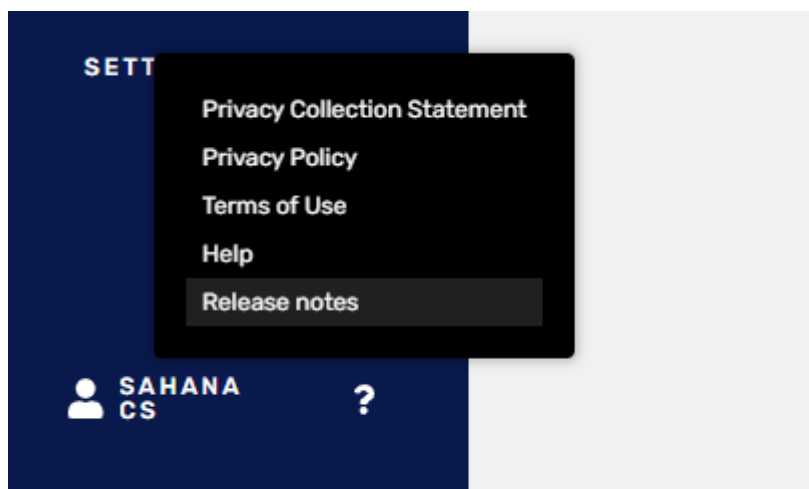 SETT
Privacy Collection Statement
Privacy Policy
Terms of Use
Help
Release notes
SAHANA
CS
?